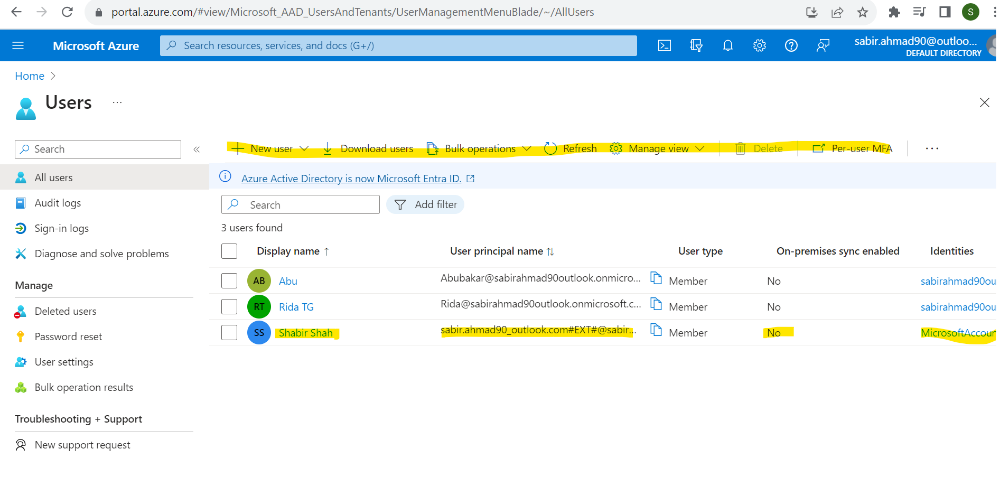 portal.azure.com/#view/Microsoft_AAD_UsersAndTenants/UserManagementMenuBlade/~/AllUsers
S
Microsoft Azure
Search resources, services, and docs (G+/)
sabir.ahmad90@outloo...
DEFAULT DIRECTORY
Home
Users
...
Search
All users
Audit logs
Sign-in logs
Diagnose and solve problems
Manage
Deleted users
Password reset
User settings
Bulk operation results
Troubleshooting + Support
New support request
New user Download users Bulk operations Refresh Manage view Delete Per-user MFA ...
Azure Active Directory is now Microsoft Entra ID.
Search Add filter
3 users found
Display name ↑ User principal name ↑↓ User type On-premises sync enabled Identities
AB Abu Abubakar@sabirahmad90outlook.onmicro... Member No sabirahmad90ou
RT Rida TG Rida@sabirahmad90outlook.onmicrosoft.c... Member No sabirahmad90ou
SS Shabir Shah sabir.ahmad90_outlook.com#EXT#@sabir... Member No MicrosoftAccour